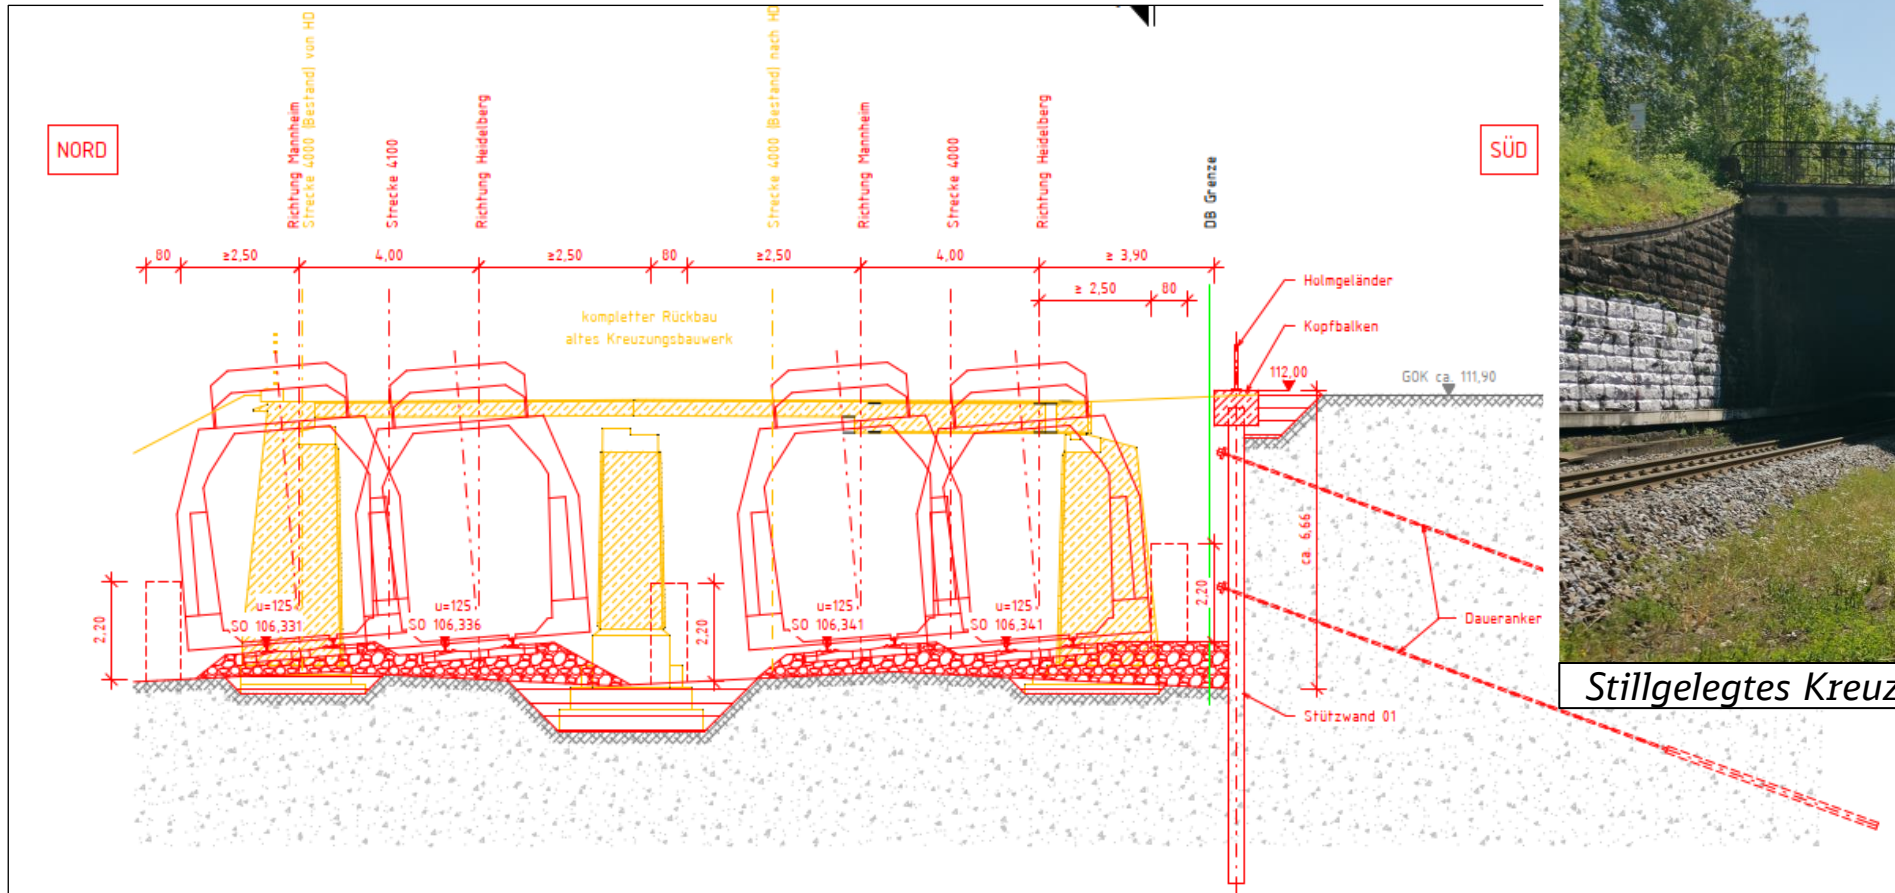 NORD
SÜD
Richtung Mannheim
Strecke 4000 (Bestand) von HD
Strecke 4100
Richtung Heidelberg
Strecke 4000 (Bestand) nach HD
Richtung Mannheim
Strecke 4000
Richtung Heidelberg
DB Grenze
80 ≥2,50 4,00 ≥2,50 80 ≥2,50 4,00 ≥ 3,90
≥ 2,50 80
Holmgeländer
kompletter Rückbau
altes Kreuzungsbauwerk
Kopfbalken
112,00
GOK ca. 111,90
ca. 6,66
2,20
2,20
2,20
u=125 u=125 u=125 u=125
SO 106,331 SO 106,336 SO 106,341 SO 106,341
Daueranker
Stützwand 01
Stillgelegtes Kreuz